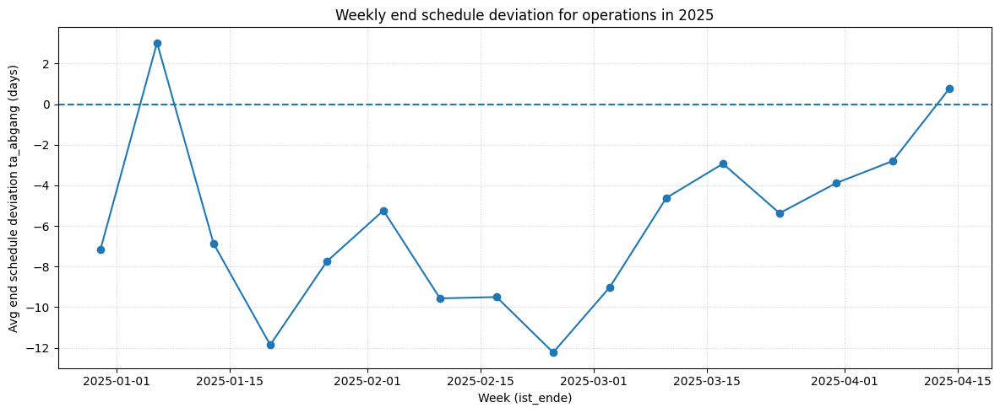 Weekly end schedule deviation for operations in 2025
Avg end schedule deviation ta_abgang (days)
2
0
−2
−4
−6
−8
−10
−12
2025-01-01 2025-01-15 2025-02-01 2025-02-15 2025-03-01 2025-03-15 2025-04-01 2025-04-15
Week (ist_ende)